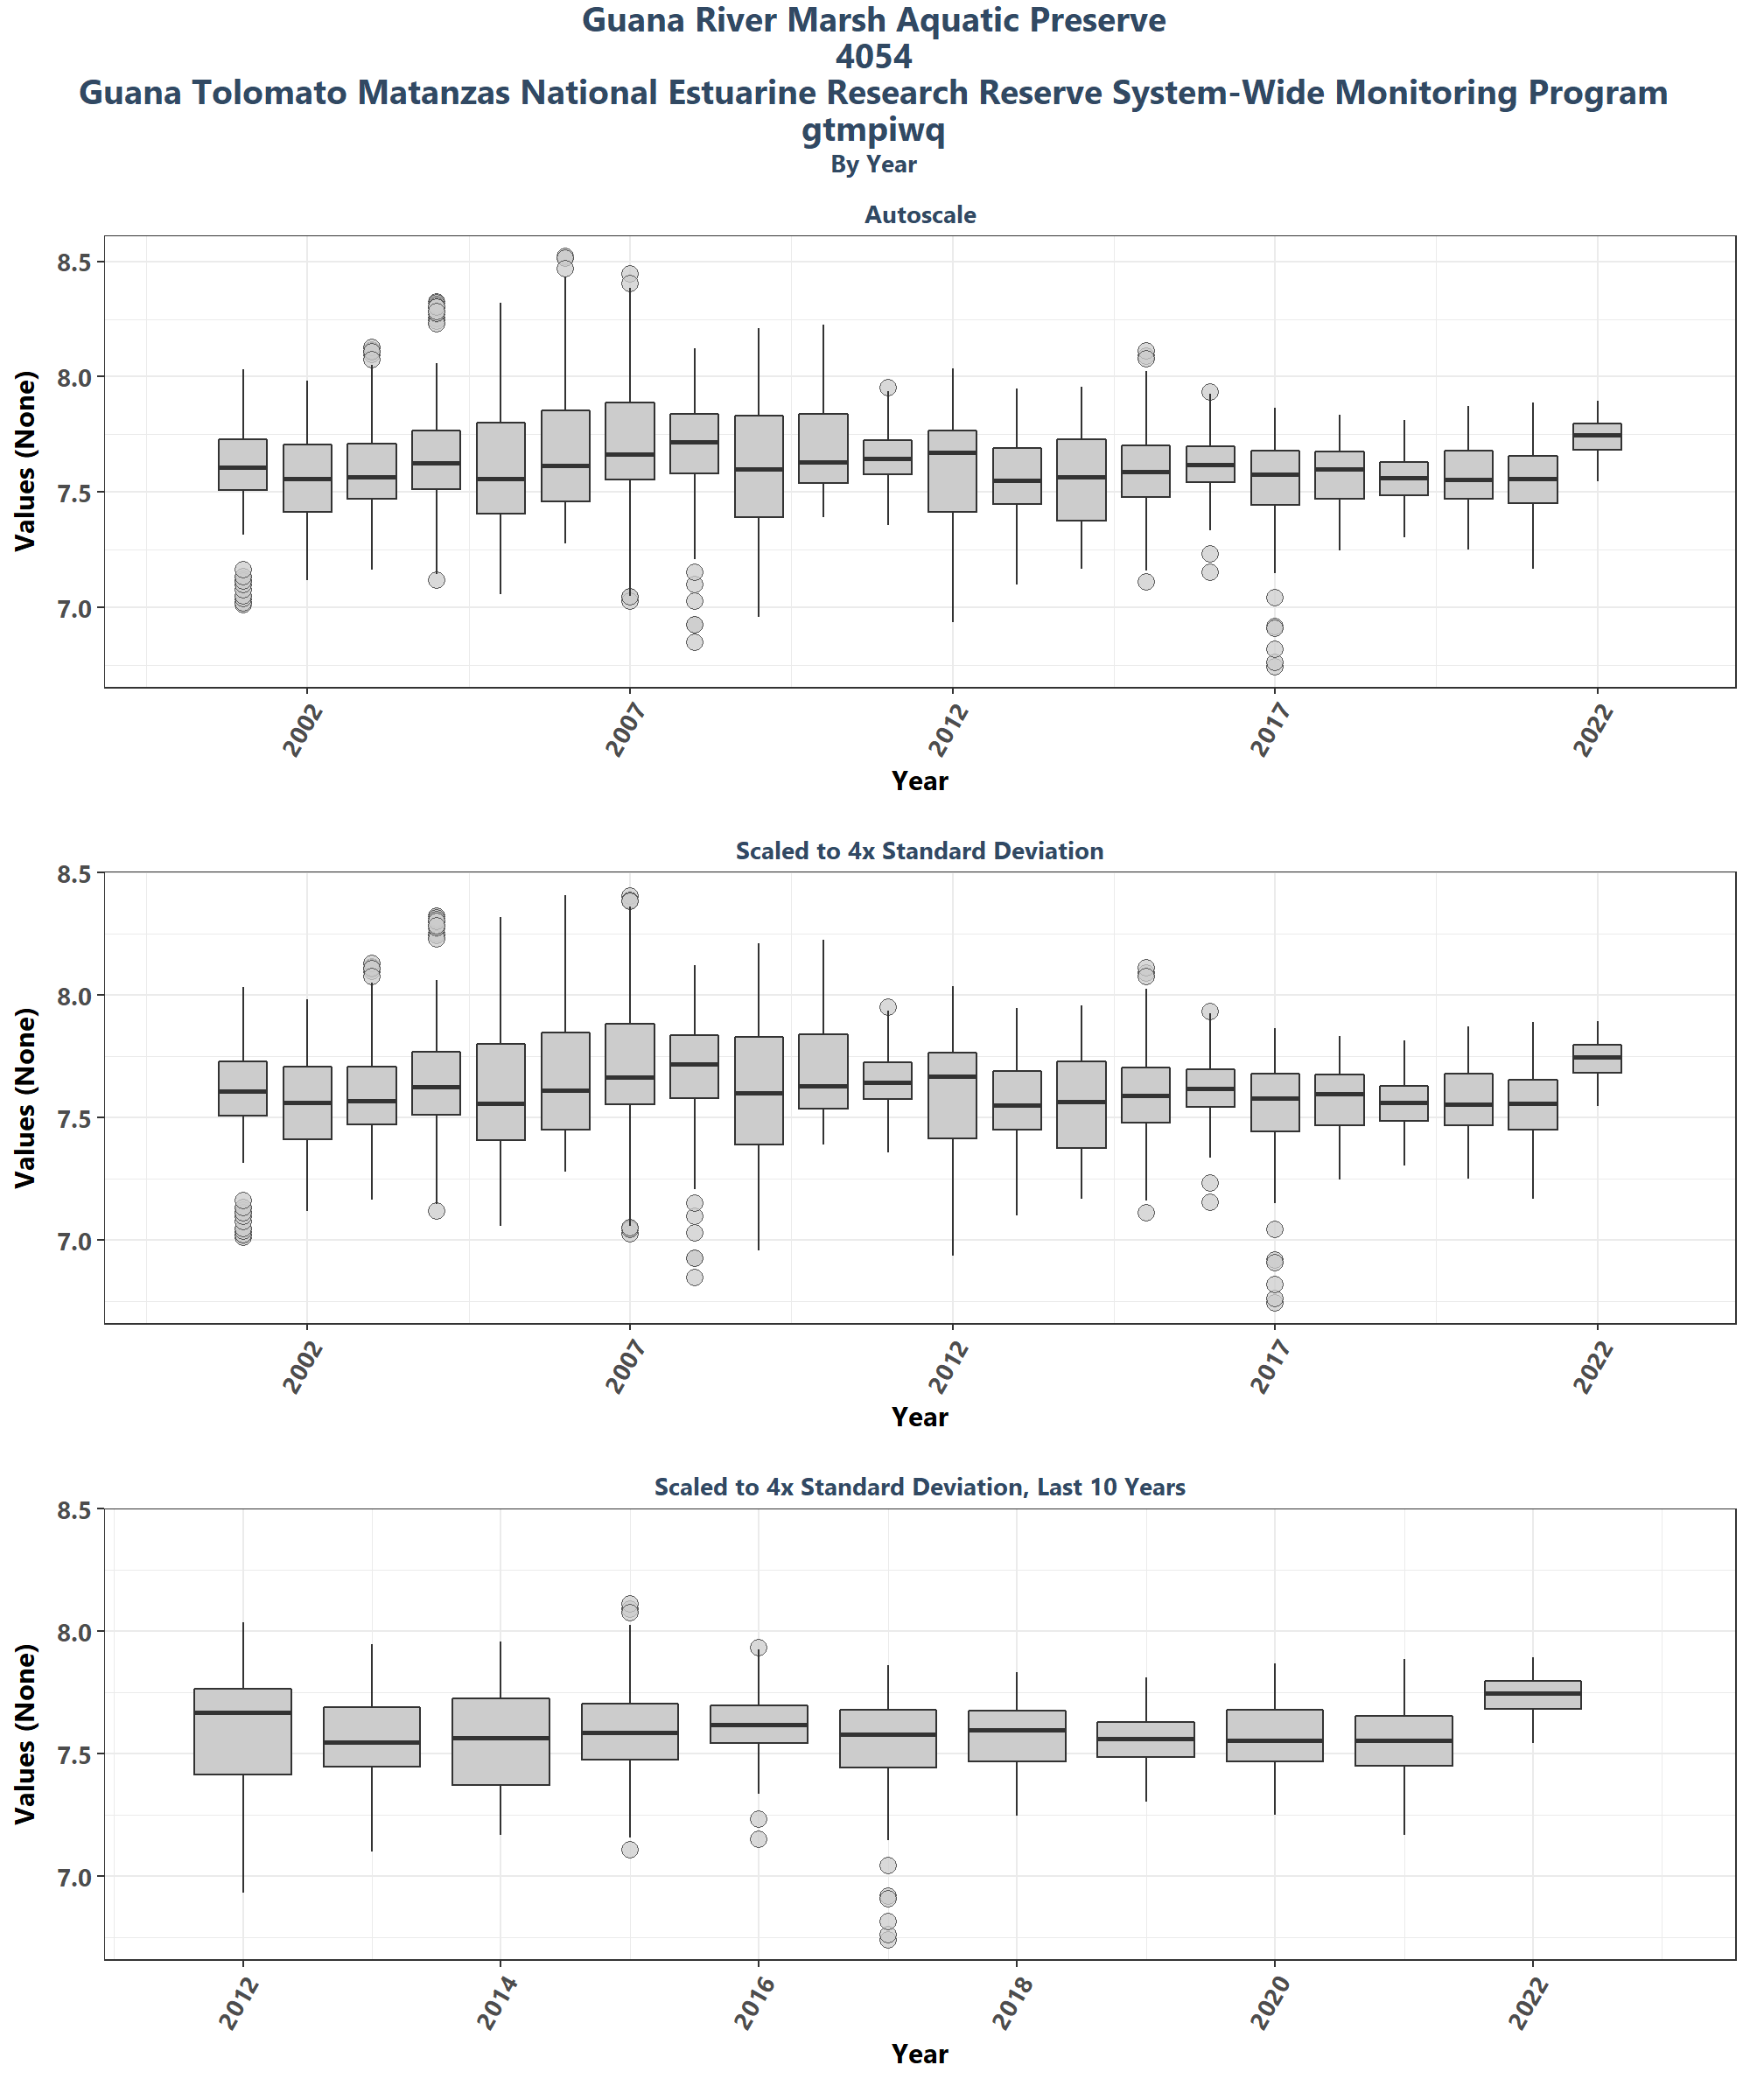 Guana River Marsh Aquatic Preserve
4054
Guana Tolomato Matanzas National Estuarine Research Reserve System-Wide Monitoring Program
gtmpiwq
By Year
Autoscale
Values (None)
8.5
8.0
7.5
7.0
2002 2007 2012 2017 2022
Year
Scaled to 4x Standard Deviation
Values (None)
8.5
8.0
7.5
7.0
2002 2007 2012 2017 2022
Year
Scaled to 4x Standard Deviation, Last 10 Years
Values (None)
8.5
8.0
7.5
7.0
2012 2014 2016 2018 2020 2022
Year